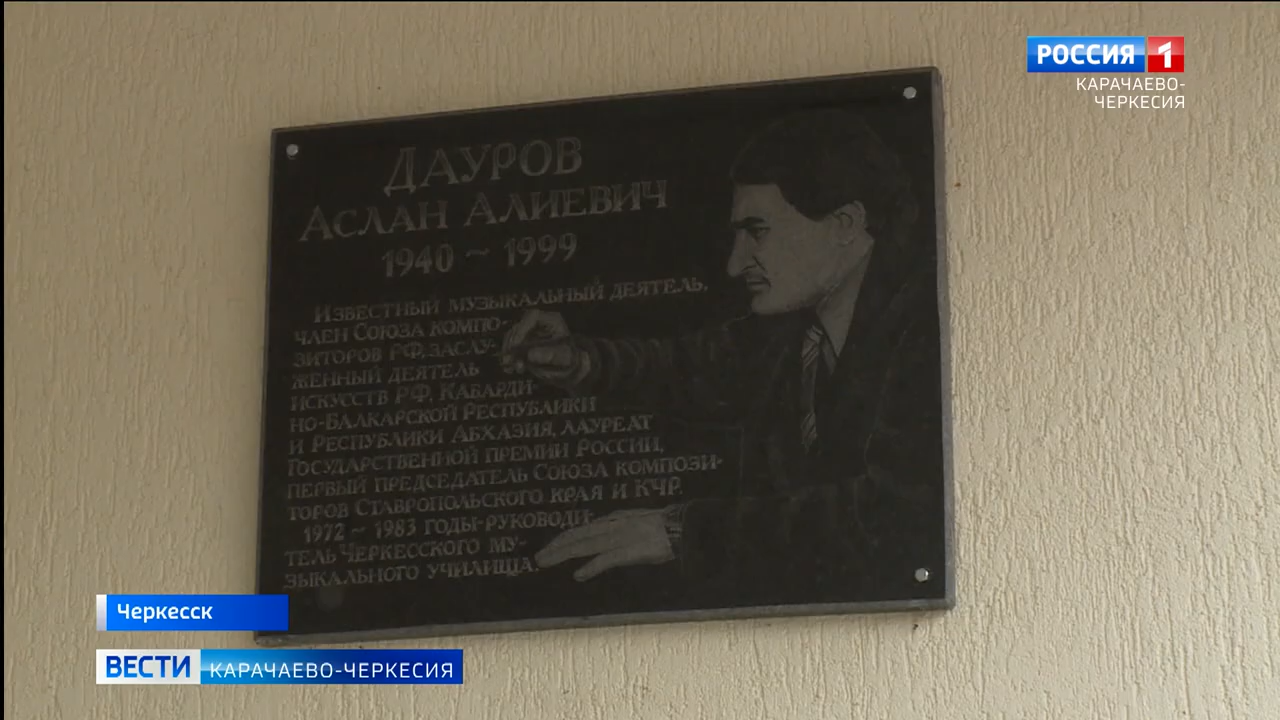 РОССИЯ 1
КАРАЧАЕВО-
ЧЕРКЕСИЯ
ДАУРОВ
АСЛАН АЛИЕВИЧ
1940 ~ 1999
ИЗВЕСТНЫЙ МУЗЫКАЛЬНЫЙ ДЕЯТЕЛЬ,
ЧЛЕН СОЮЗА КОМПО-
ЗИТОРОВ РФ, ЗАСЛУ-
ЖЕННЫЙ ДЕЯТЕЛЬ
ИСКУССТВ РФ, КАБАРДИ-
НО-БАЛКАРСКОЙ РЕСПУБЛИКИ
И РЕСПУБЛИКИ АБХАЗИЯ, ЛАУРЕАТ
ГОСУДАРСТВЕННОЙ ПРЕМИИ РОССИИ,
ПЕРВЫЙ ПРЕДСЕДАТЕЛЬ СОЮЗА КОМПОЗИ-
ТОРОВ СТАВРОПОЛЬСКОГО КРАЯ И КЧР.
1972 ~ 1983 ГОДЫ-РУКОВОДИ-
ТЕЛЬ ЧЕРКЕССКОГО МУ-
ЗЫКАЛЬНОГО УЧИЛИЩА.
Черкесск
ВЕСТИ КАРАЧАЕВО-ЧЕРКЕСИЯ